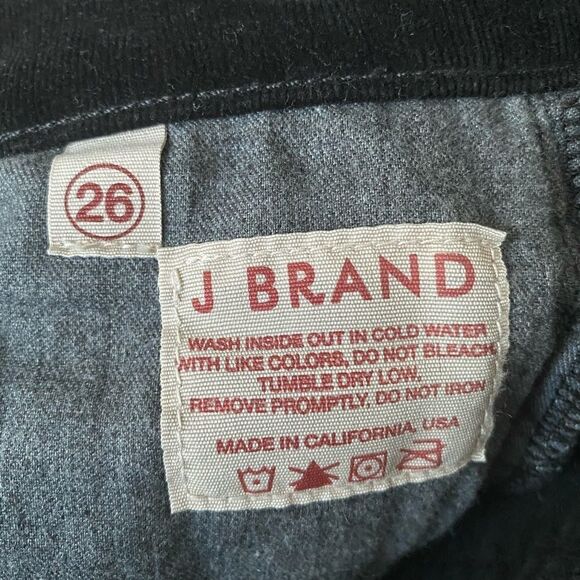 26
J BRAND
WASH INSIDE OUT IN COLD WATER
WITH LIKE COLORS, DO NOT BLEACH,
TUMBLE DRY LOW.
REMOVE PROMPTLY, DO NOT IRON
MADE IN CALIFORNIA, USA